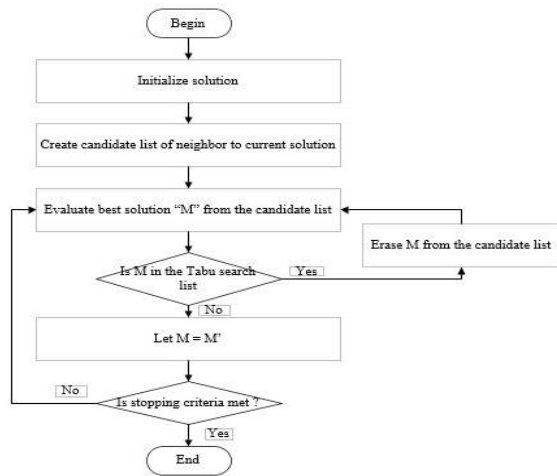 Begin
Initialize solution
Create candidate list of neighbor to current solution
Evaluate best solution “M” from the candidate list
Erase M from the candidate list
Is M in the Tabu search
list
Yes
No
Let M = M’
No
Is stopping criteria met ?
Yes
End